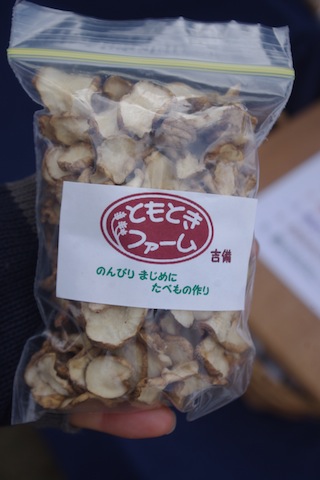 ともとき
ファーム
吉備
のんびり まじめに
たべもの作り